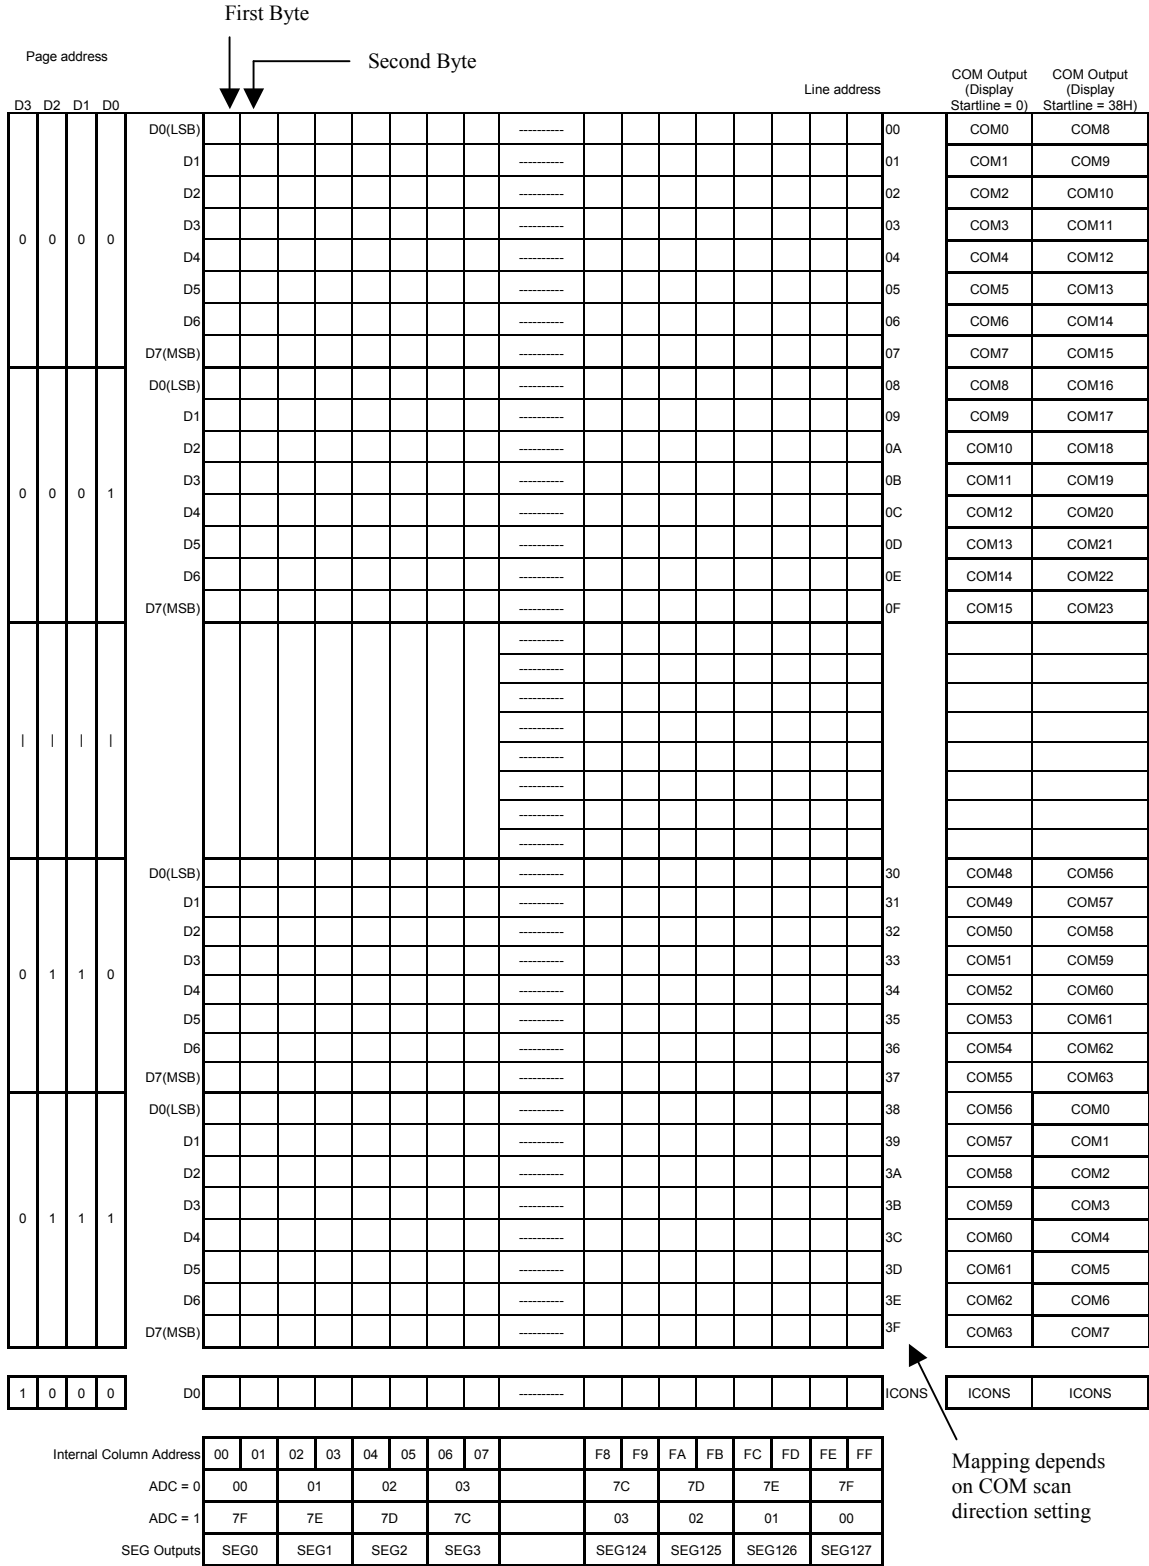 First Byte
Second Byte
Page address
Line address
COM Output (Display Startline = 0)
COM Output (Display Startline = 38H)
D3 D2 D1 D0
D0(LSB) ---------- 00 COM0 COM8
D1 ---------- 01 COM1 COM9
D2 ---------- 02 COM2 COM10
D3 ---------- 03 COM3 COM11
0 0 0 0
D4 ---------- 04 COM4 COM12
D5 ---------- 05 COM5 COM13
D6 ---------- 06 COM6 COM14
D7(MSB) ---------- 07 COM7 COM15
D0(LSB) ---------- 08 COM8 COM16
D1 ---------- 09 COM9 COM17
D2 ---------- 0A COM10 COM18
D3 ---------- 0B COM11 COM19
0 0 0 1
D4 ---------- 0C COM12 COM20
D5 ---------- 0D COM13 COM21
D6 ---------- 0E COM14 COM22
D7(MSB) ---------- 0F COM15 COM23
----------
----------
----------
----------
| | | |
----------
----------
----------
----------
D0(LSB) ---------- 30 COM48 COM56
D1 ---------- 31 COM49 COM57
D2 ---------- 32 COM50 COM58
D3 ---------- 33 COM51 COM59
0 1 1 0
D4 ---------- 34 COM52 COM60
D5 ---------- 35 COM53 COM61
D6 ---------- 36 COM54 COM62
D7(MSB) ---------- 37 COM55 COM63
D0(LSB) ---------- 38 COM56 COM0
D1 ---------- 39 COM57 COM1
D2 ---------- 3A COM58 COM2
D3 ---------- 3B COM59 COM3
0 1 1 1
D4 ---------- 3C COM60 COM4
D5 ---------- 3D COM61 COM5
D6 ---------- 3E COM62 COM6
D7(MSB) ---------- 3F COM63 COM7
1 0 0 0 D0 ---------- ICONS ICONS ICONS
Internal Column Address 00 01 02 03 04 05 06 07 F8 F9 FA FB FC FD FE FF
ADC = 0 00 01 02 03 7C 7D 7E 7F
ADC = 1 7F 7E 7D 7C 03 02 01 00
SEG Outputs SEG0 SEG1 SEG2 SEG3 SEG124 SEG125 SEG126 SEG127
Mapping depends
on COM scan
direction setting